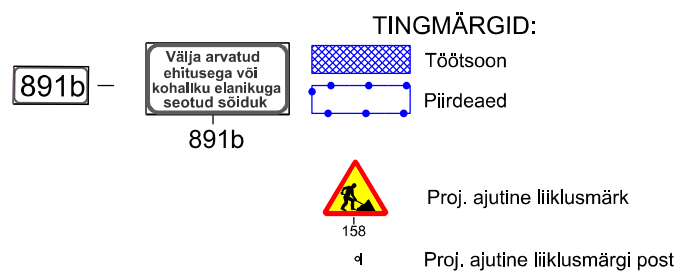 TINGMÄRGID:
891b –
Välja arvatud
ehitusega või
kohaliku elanikuga
seotud sõiduk
891b
Töötsoon
Piirdeaed
158
Proj. ajutine liiklusmärk
Proj. ajutine liiklusmärgi post